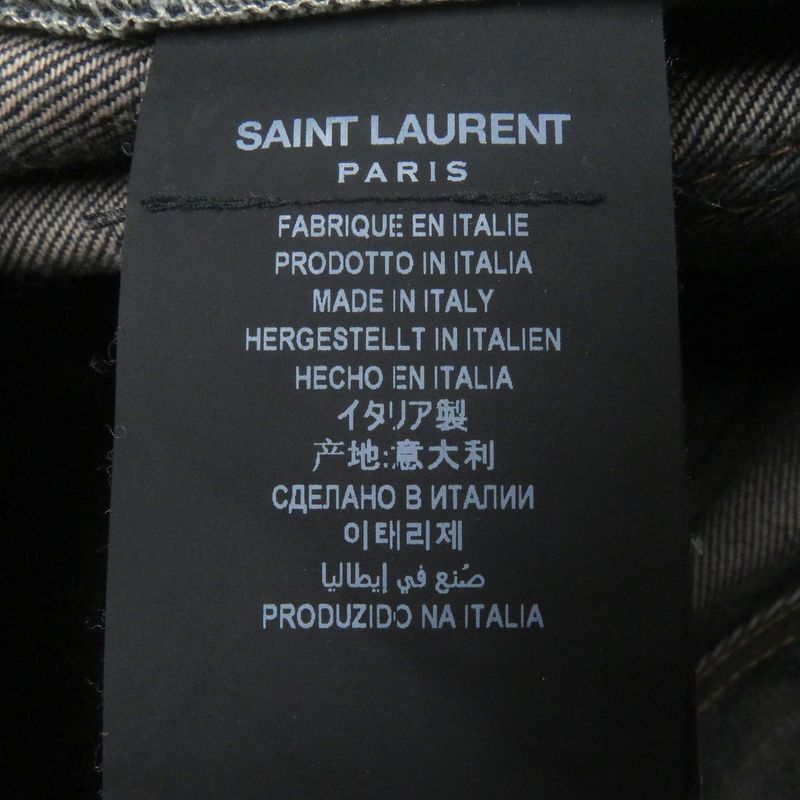 SAINT LAURENT
PARIS
FABRIQUE EN ITALIE
PRODOTTO IN ITALIA
MADE IN ITALY
HERGESTELLT IN ITALIEN
HECHO EN ITALIA
イタリア製
产地:意大利
СДЕЛАНО В ИТАЛИИ
이태리제
صُنع في إيطاليا
PRODUZIDO NA ITALIA